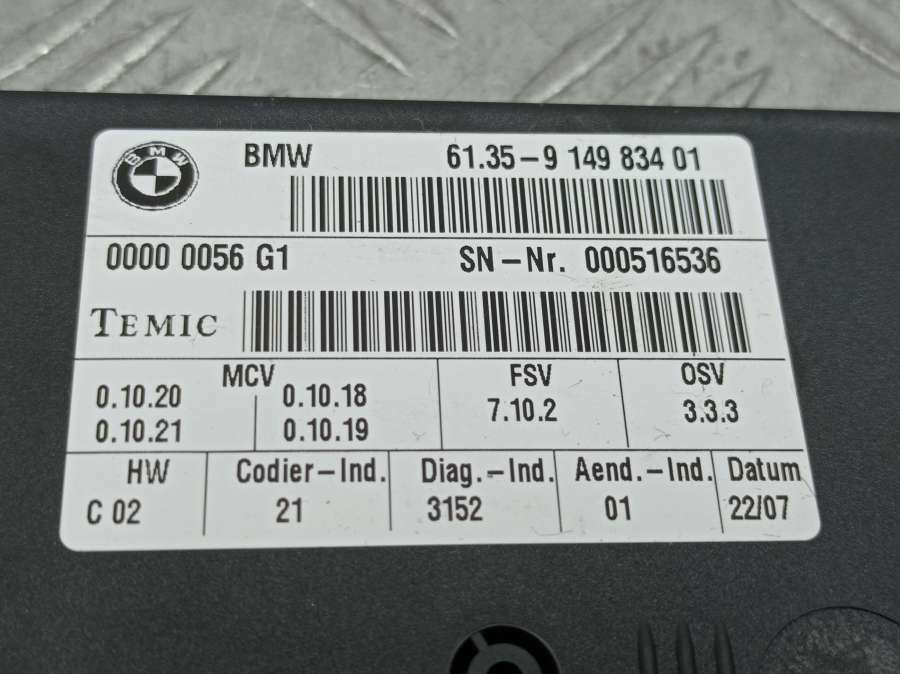 BMW
BMW 61.35-9 149 834 01
0000 0056 G1 SN-Nr. 000516536
TEMIC
MCV FSV OSV
0.10.20 0.10.18 7.10.2 3.3.3
0.10.21 0.10.19
HW Codier-Ind. Diag.-Ind. Aend.-Ind. Datum
C 02 21 3152 01 22/07